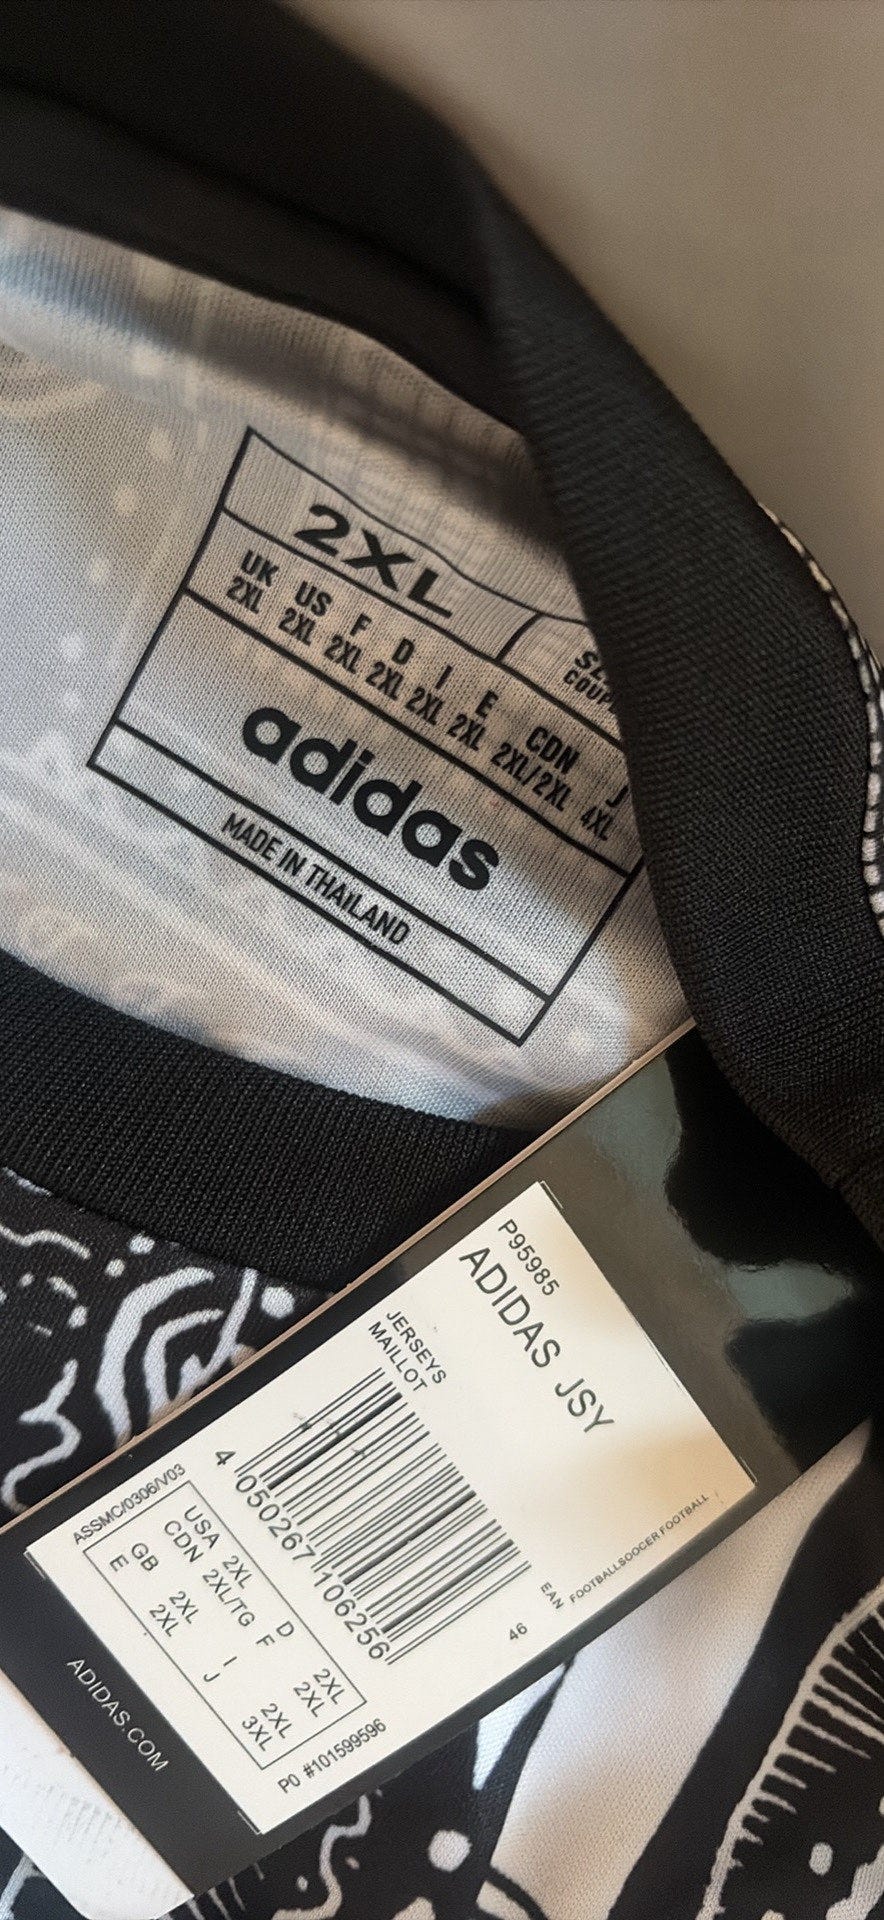 2XL
UK US F D I E CDN J
2XL 2XL 2XL 2XL 2XL 2XL 2XL/2XL 4XL
adidas
MADE IN THAILAND
P95985
ADIDAS JSY
JERSEYS
MAILLOT
4 050267 106256
EAN
46
FOOTBALLSOCCER FOOTBALL
ASSMC/0306/V03
USA 2XL D 2XL
CDN 2XL/TG F 2XL
GB 2XL I 2XL
E 2XL J 3XL
PO #101599596
ADIDAS.COM